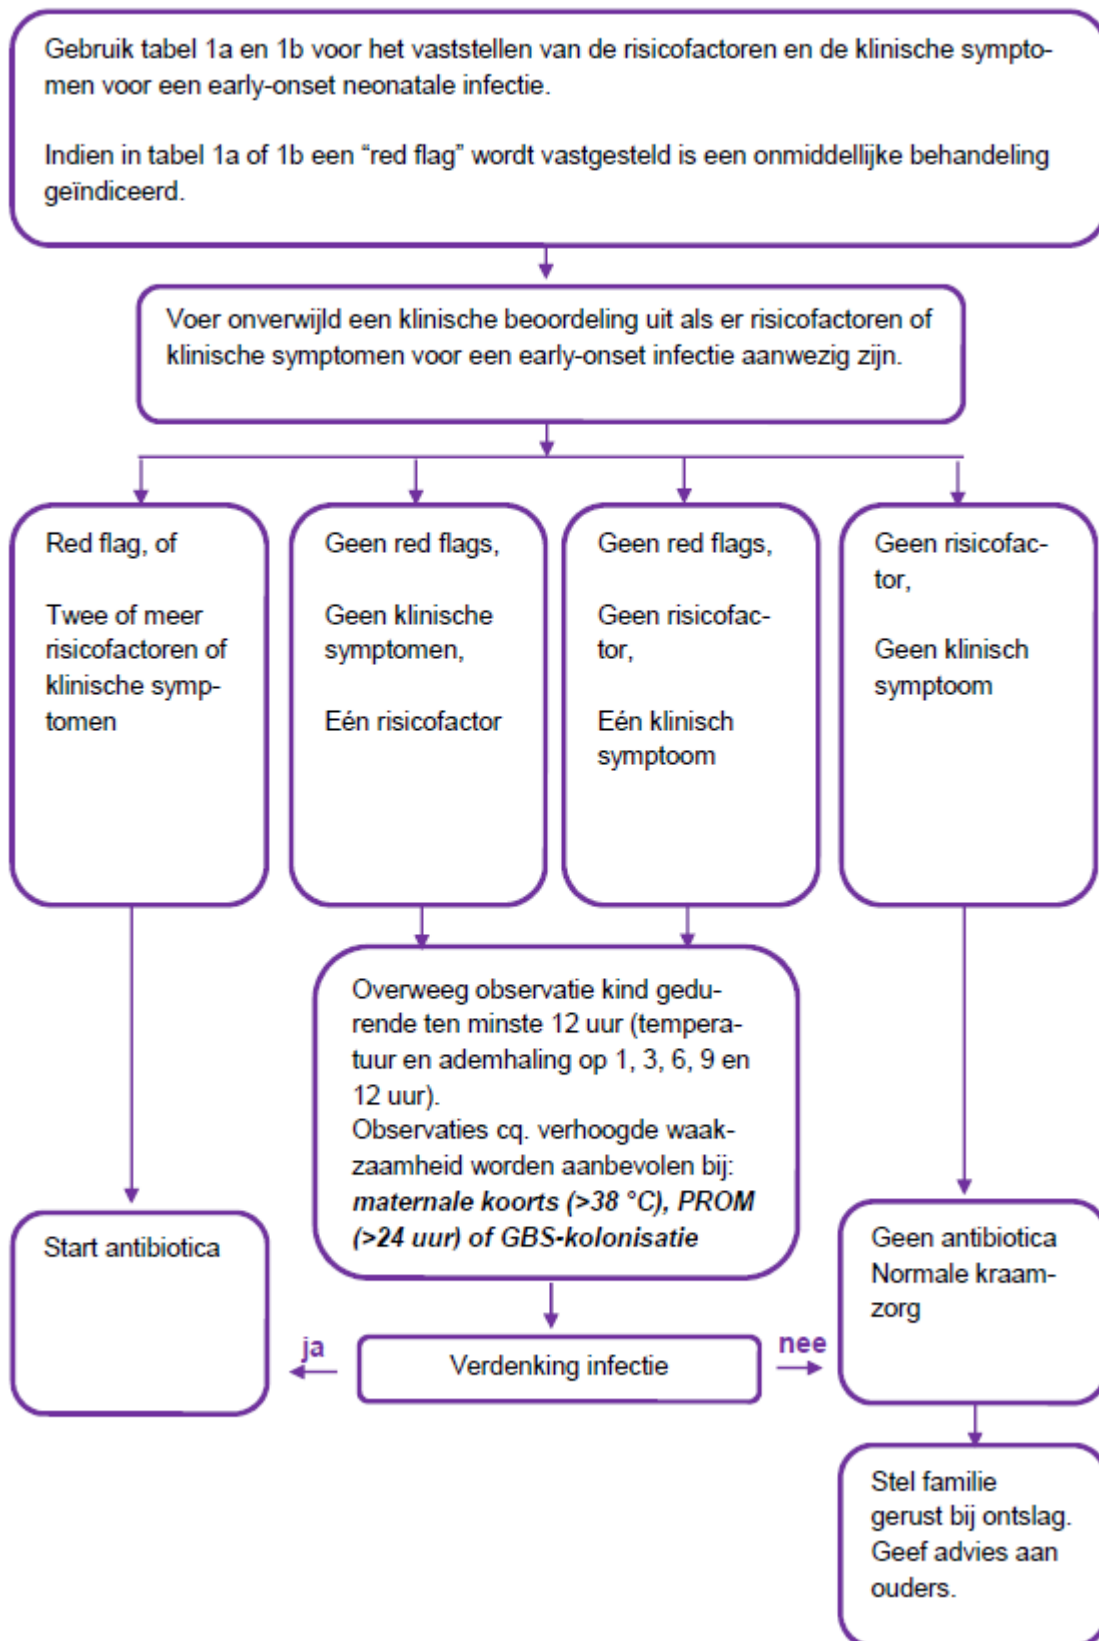 Gebruik tabel 1a en 1b voor het vaststellen van de risicofactoren en de klinische sympto-
men voor een early-onset neonatale infectie.
Indien in tabel 1a of 1b een “red flag” wordt vastgesteld is een onmiddellijke behandeling
geïndiceerd.
Voer onverwijld een klinische beoordeling uit als er risicofactoren of
klinische symptomen voor een early-onset infectie aanwezig zijn.
Red flag, of
Twee of meer
risicofactoren of
klinische symp-
tomen
Geen red flags,
Geen klinische
symptomen,
Eén risicofactor
Geen red flags,
Geen risicofac-
tor,
Eén klinisch
symptoom
Geen risicofac-
tor,
Geen klinisch
symptoom
Overweeg observatie kind gedu-
rende ten minste 12 uur (tempera-
tuur en ademhaling op 1, 3, 6, 9 en
12 uur).
Observaties cq. verhoogde waak-
zaamheid worden aanbevolen bij:
maternale koorts (>38 °C), PROM
(>24 uur) of GBS-kolonisatie
Start antibiotica
Geen antibiotica
Normale kraam-
zorg
ja
Verdenking infectie
nee
Stel familie
gerust bij ontslag.
Geef advies aan
ouders.